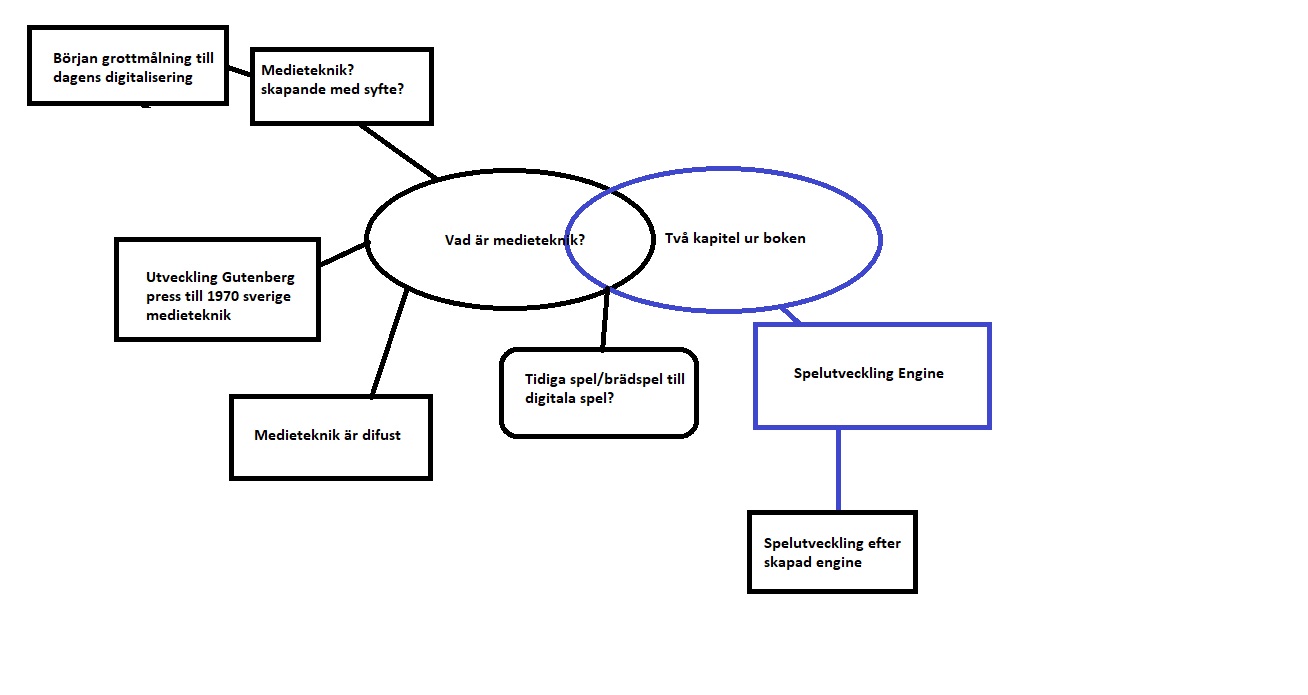 Början grottmålning till
dagens digitalisering
Medieteknik?
skapande med syfte?
Vad är medieteknik?
Två kapitel ur boken
Utveckling Gutenberg
press till 1970 sverige
medieteknik
Tidiga spel/brädspel till
digitala spel?
Spelutveckling Engine
Medieteknik är difust
Spelutveckling efter
skapad engine